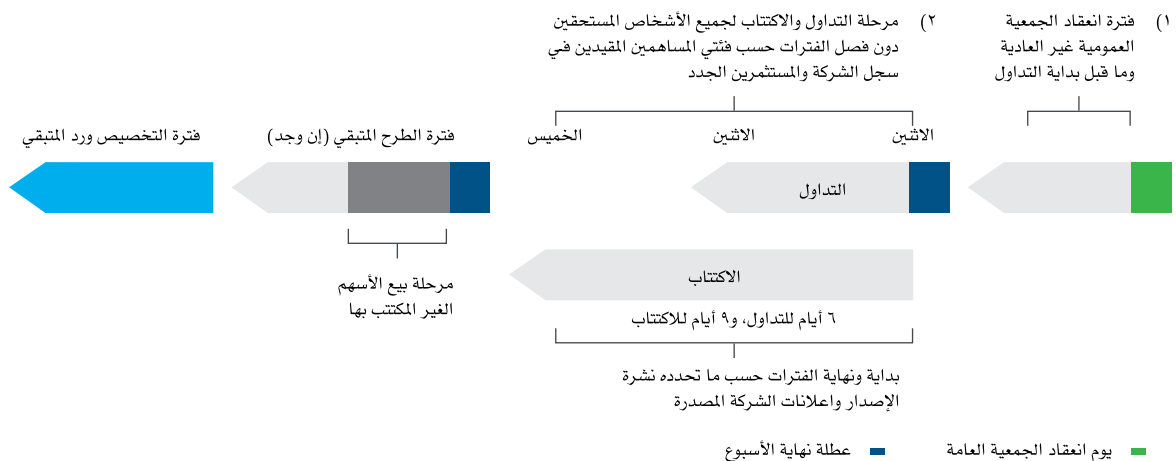 ١) فترة انعقاد الجمعية
العمومية غير العادية
وما قبل بداية التداول
٢) مرحلة التداول والاكتتاب لجميع الأشخاص المستحقين
دون فصل الفترات حسب فئتي المساهمين المقيدين في
سجل الشركة والمستثمرين الجدد
الاثنين
الاثنين
الخميس
فترة الطرح المتبقي (إن وجد)
فترة التخصيص ورد المتبقي
التداول
الاكتتاب
٦ أيام للتداول، و٩ أيام للاكتتاب
مرحلة بيع الأسهم
الغير المكتتب بها
بداية ونهاية الفترات حسب ما تحدده نشرة
الإصدار واعلانات الشركة المصدرة
يوم انعقاد الجمعية العامة
عطلة نهاية الأسبوع